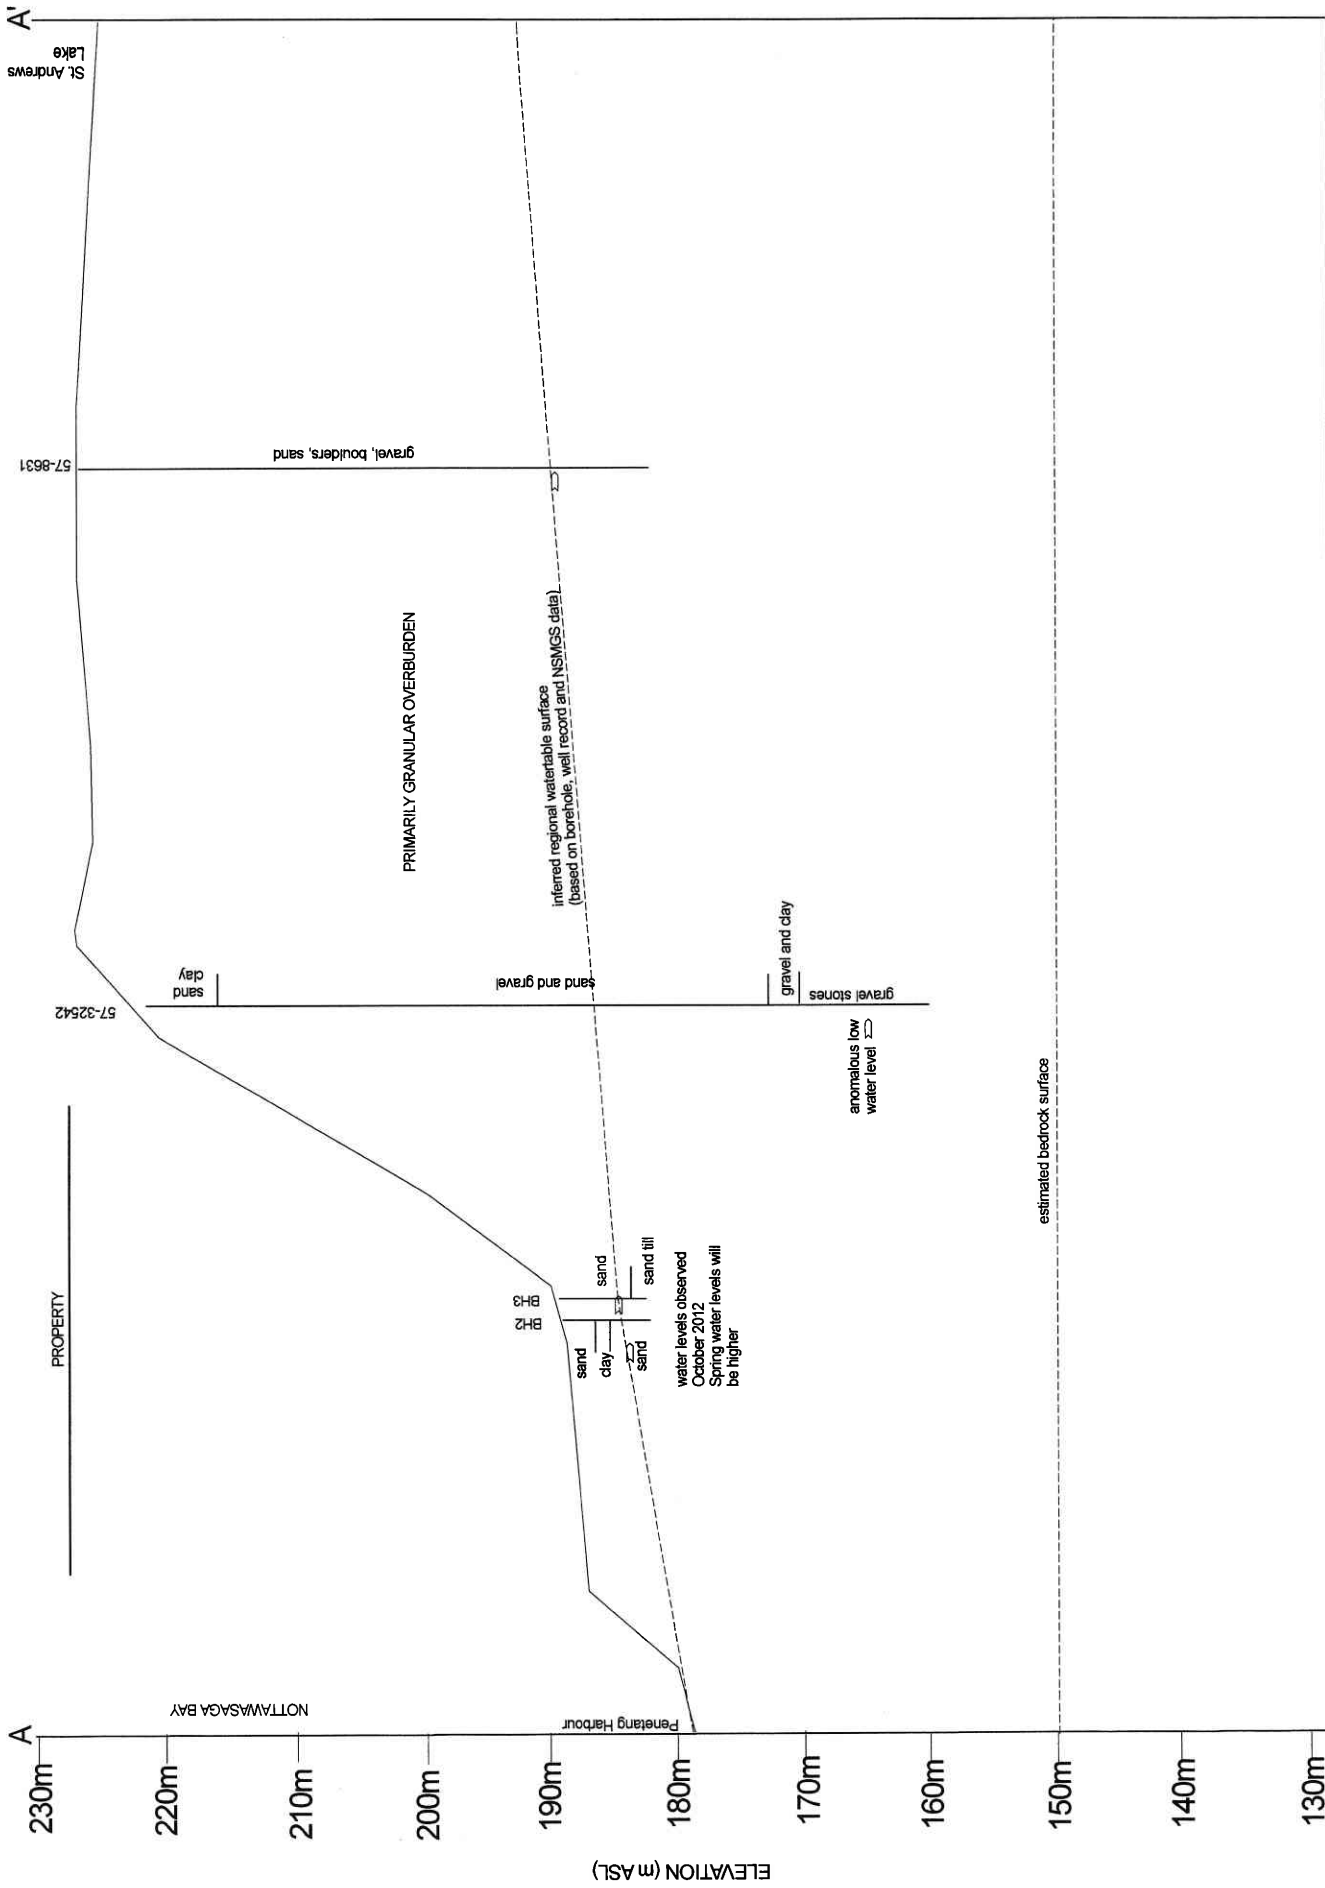 A
A'
St. Andrews
Lake
57-8631
gravel, boulders, sand
PRIMARILY GRANULAR OVERBURDEN
inferred regional watertable surface
(based on borehole, well record and NSMGS data)
57-32542
sand
clay
sand and gravel
gravel and clay
gravel stones
anomalous low
water level
PROPERTY
BH3
sand
sand till
BH2
sand
clay
sand
water levels observed
October 2012
Spring water levels will
be higher
estimated bedrock surface
NOTTAWASAGA BAY
Penetang Harbour
230m
220m
210m
200m
190m
180m
170m
160m
150m
140m
130m
ELEVATION (m ASL)